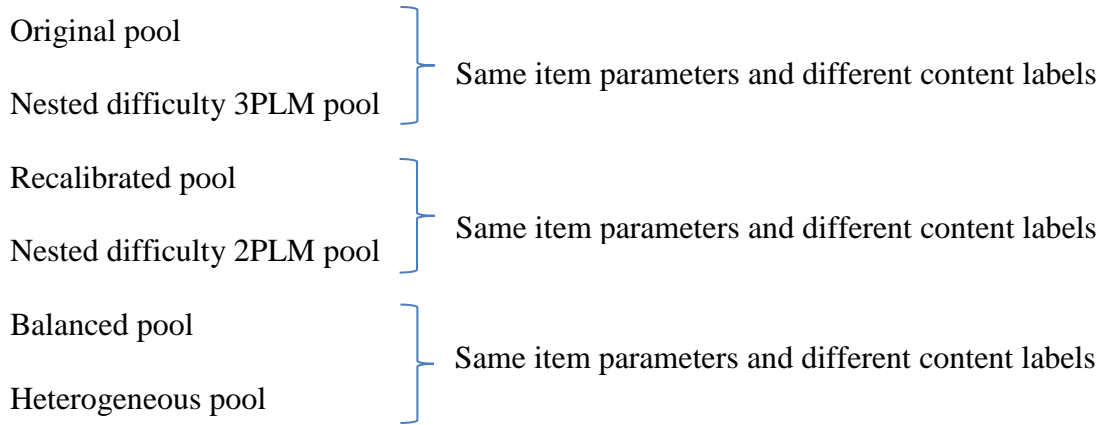 Original pool
Same item parameters and different content labels
Nested difficulty 3PLM pool
Recalibrated pool
Same item parameters and different content labels
Nested difficulty 2PLM pool
Balanced pool
Same item parameters and different content labels
Heterogeneous pool